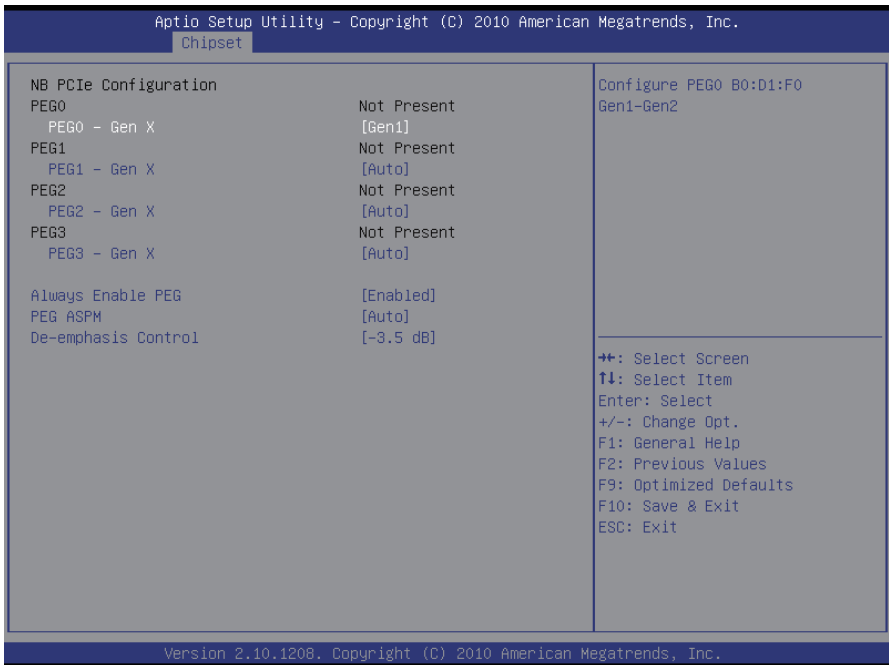 Aptio Setup Utility – Copyright (C) 2010 American Megatrends, Inc.
Chipset
NB PCIe Configuration
PEG0 Not Present
PEG0 – Gen X [Gen1]
PEG1 Not Present
PEG1 – Gen X [Auto]
PEG2 Not Present
PEG2 – Gen X [Auto]
PEG3 Not Present
PEG3 – Gen X [Auto]
Always Enable PEG [Enabled]
PEG ASPM [Auto]
De-emphasis Control [-3.5 dB]
Configure PEG0 B0:D1:F0
Gen1-Gen2
→←: Select Screen
↑↓: Select Item
Enter: Select
+/-: Change Opt.
F1: General Help
F2: Previous Values
F9: Optimized Defaults
F10: Save & Exit
ESC: Exit
Version 2.10.1208. Copyright (C) 2010 American Megatrends, Inc.